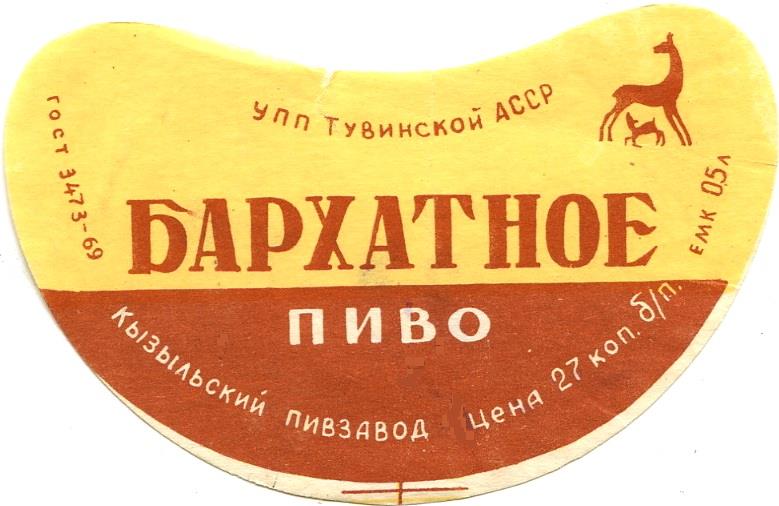 УПП ТУВИНСКОЙ АССР
ГОСТ 3473-69
ЕМК 0,5 Л
БАРХАТНОЕ
ПИВО
КЫЗЫЛЬСКИЙ ПИВЗАВОД Цена 27 коп. б/п.